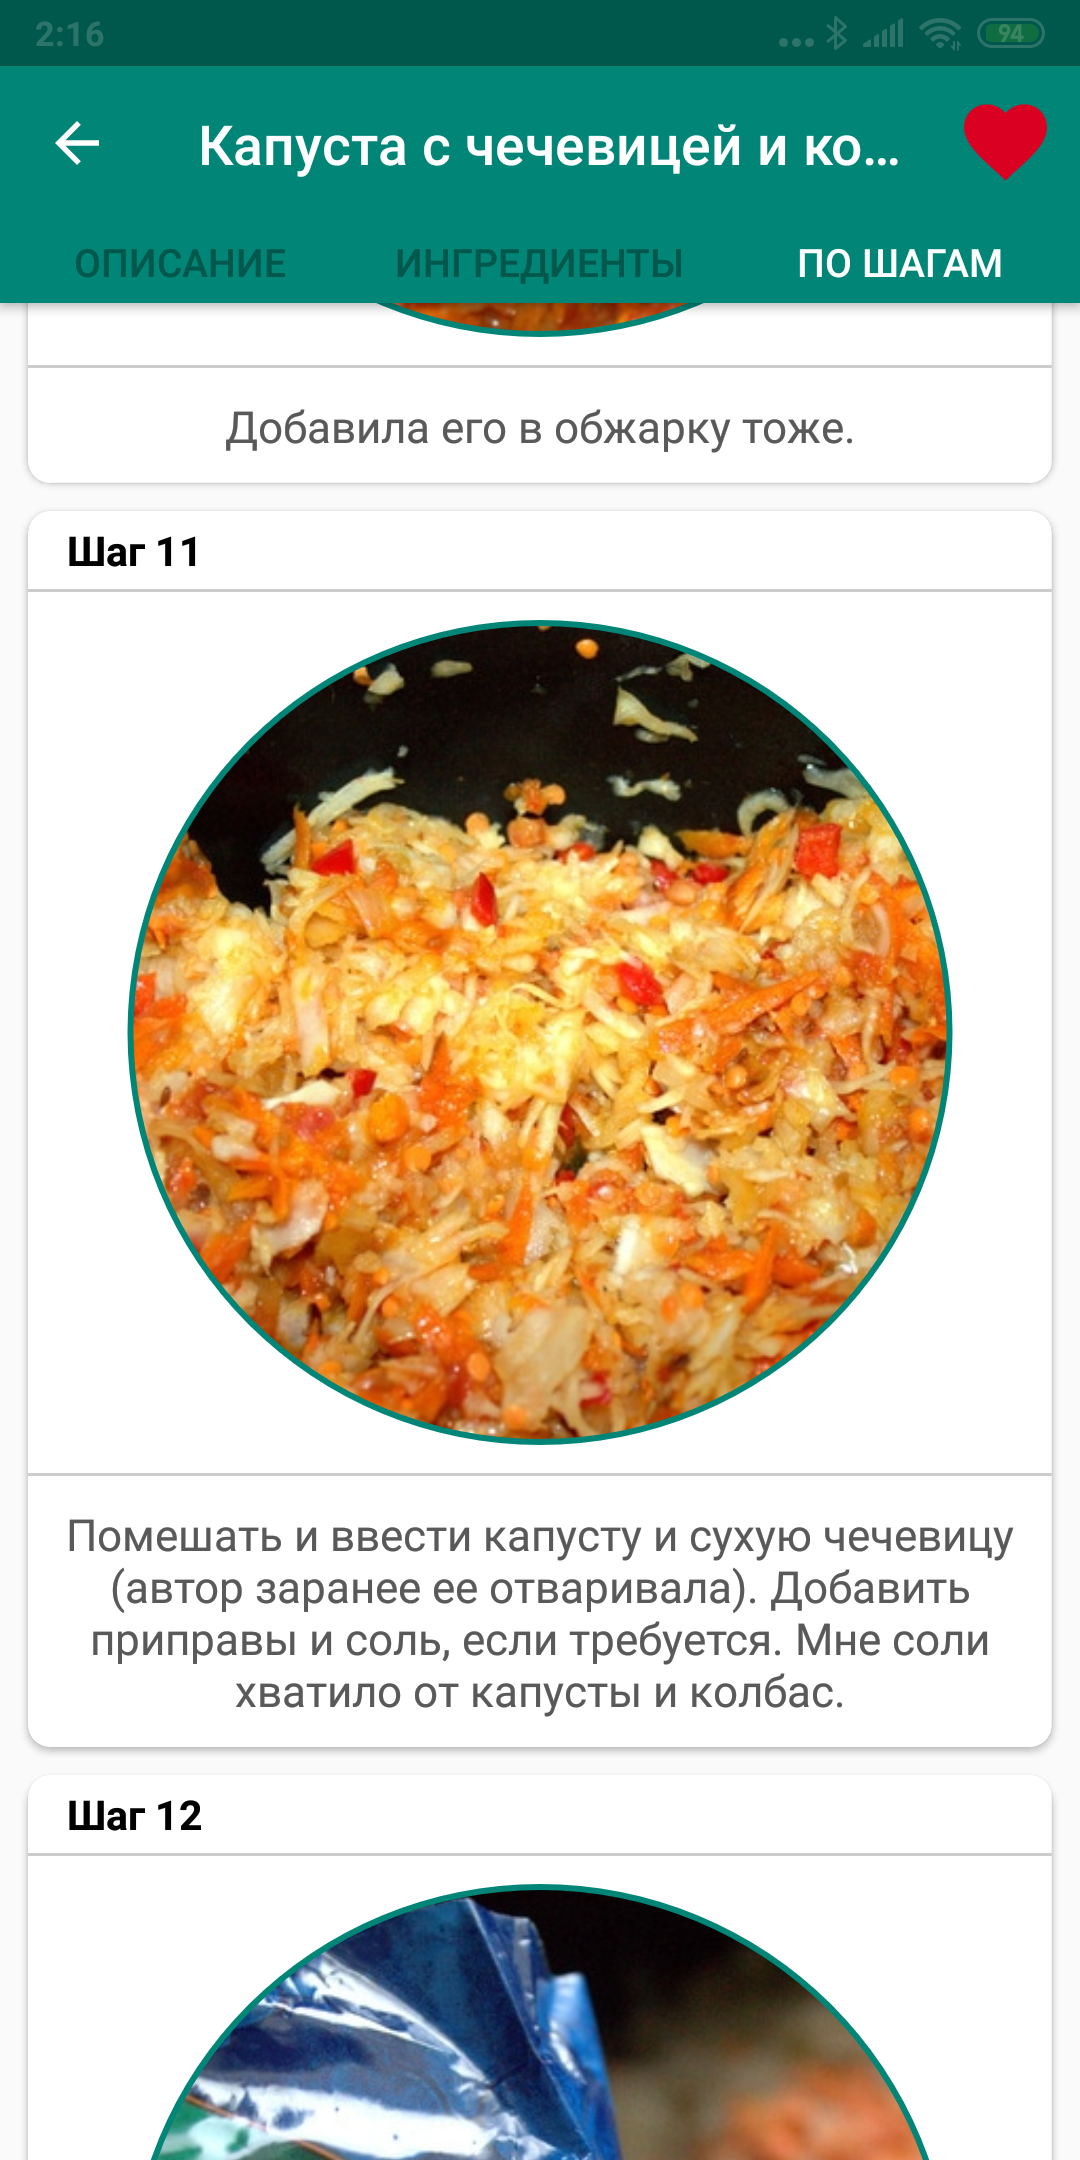 2:16
94
Капуста с чечевицей и ко...
ОПИСАНИЕ
ИНГРЕДИЕНТЫ
ПО ШАГАМ
Добавила его в обжарку тоже.
Шаг 11
Помешать и ввести капусту и сухую чечевицу
(автор заранее ее отваривала). Добавить
приправы и соль, если требуется. Мне соли
хватило от капусты и колбас.
Шаг 12